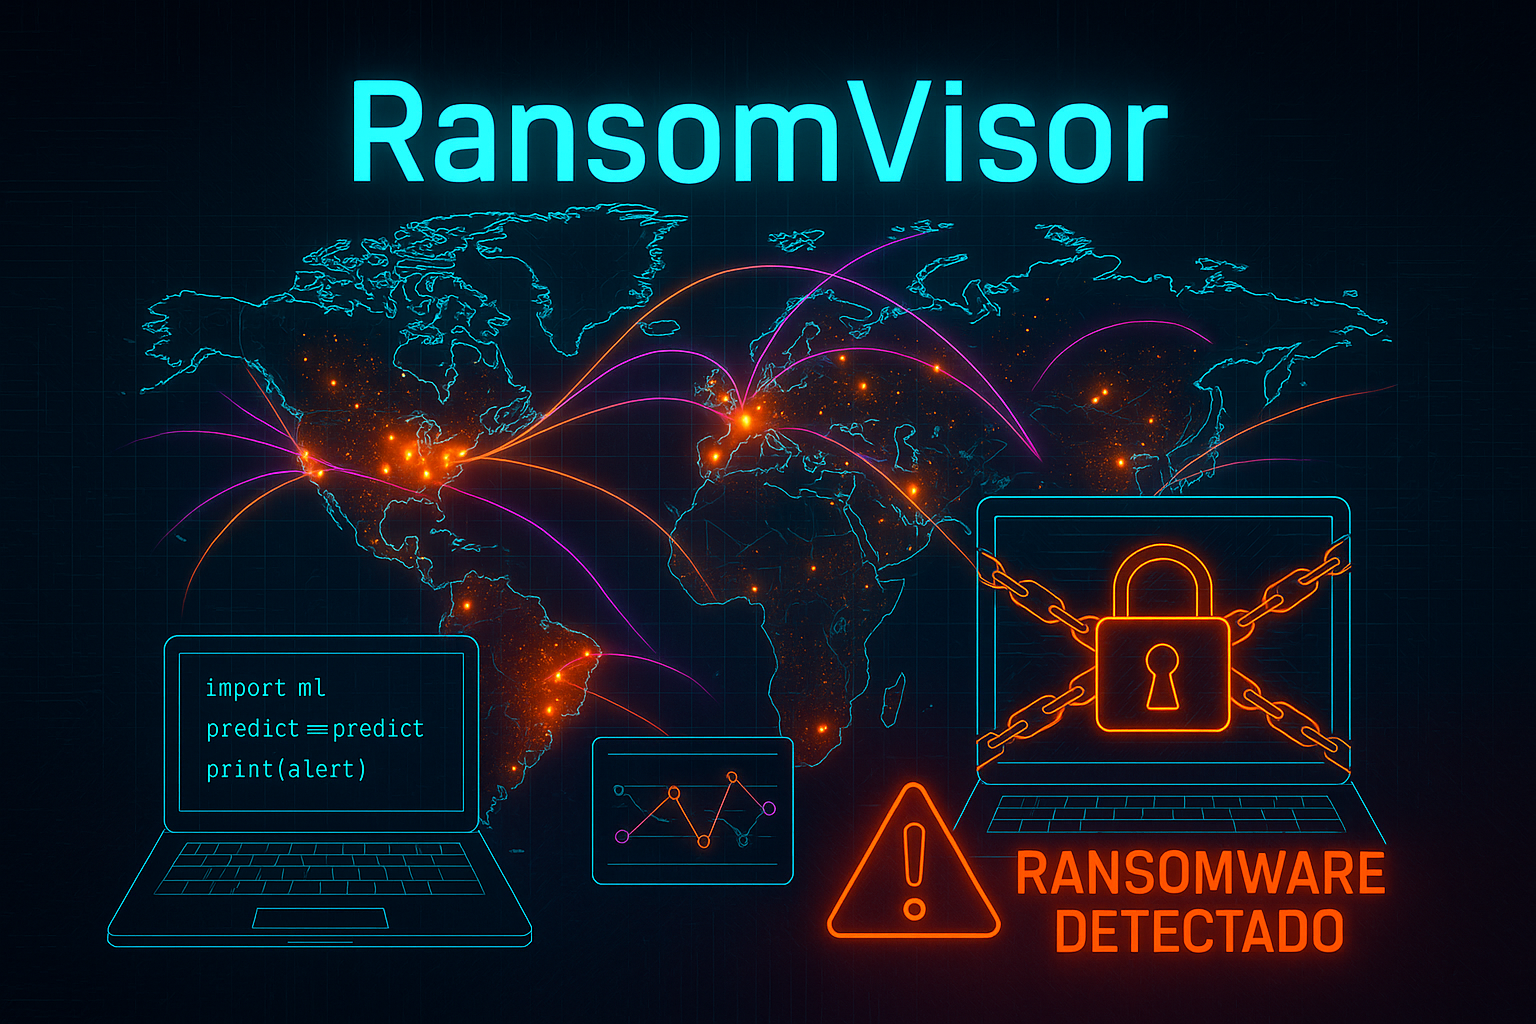 RansomVisor
import ml
predict ==predict
print(alert)
RANSOMWARE
DETECTADO